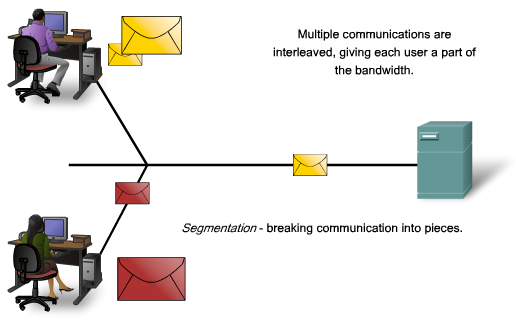 Multiple communications are
interleaved, giving each user a part of
the bandwidth.
Segmentation - breaking communication into pieces.